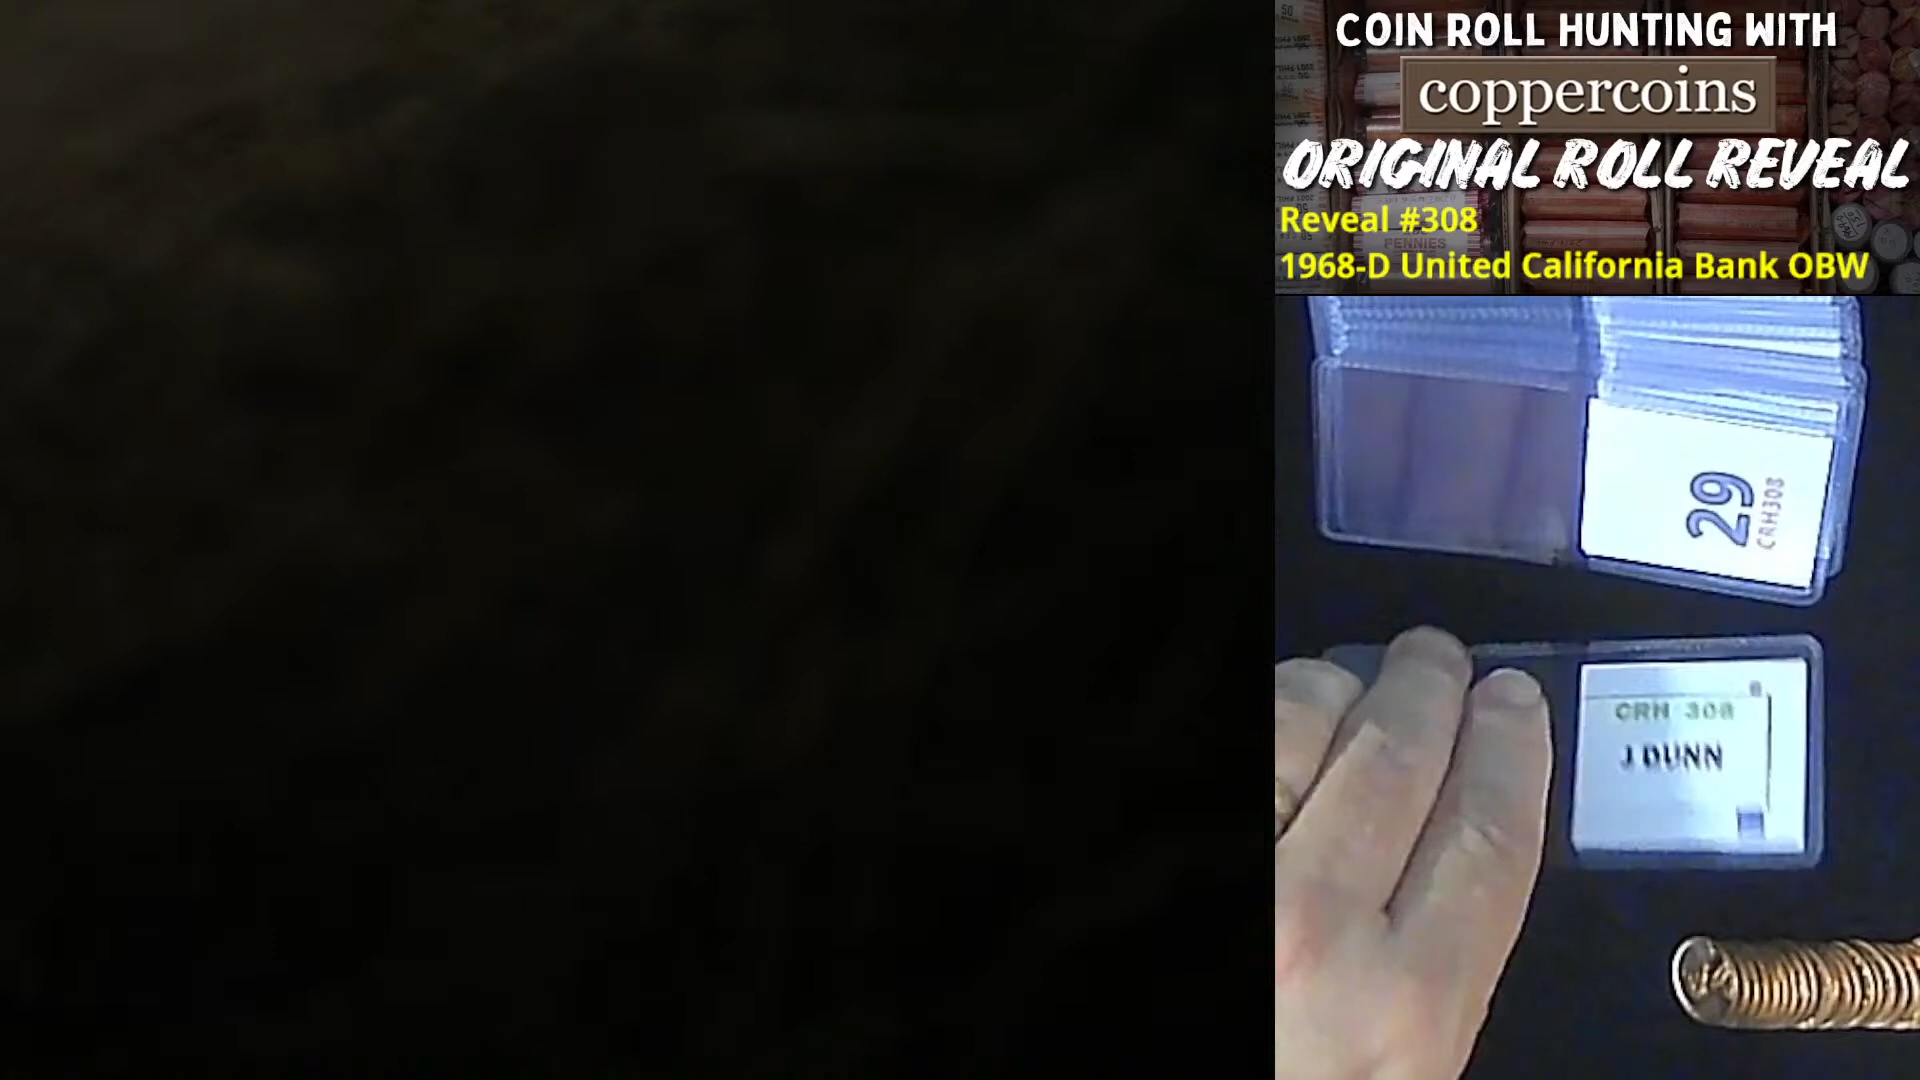 COIN ROLL HUNTING WITH
coppercoins
ORIGINAL ROLL REVEAL
Reveal #308
1968-D United California Bank OBW
PENNIES
29
CRH308
CRH 308
J DUNN